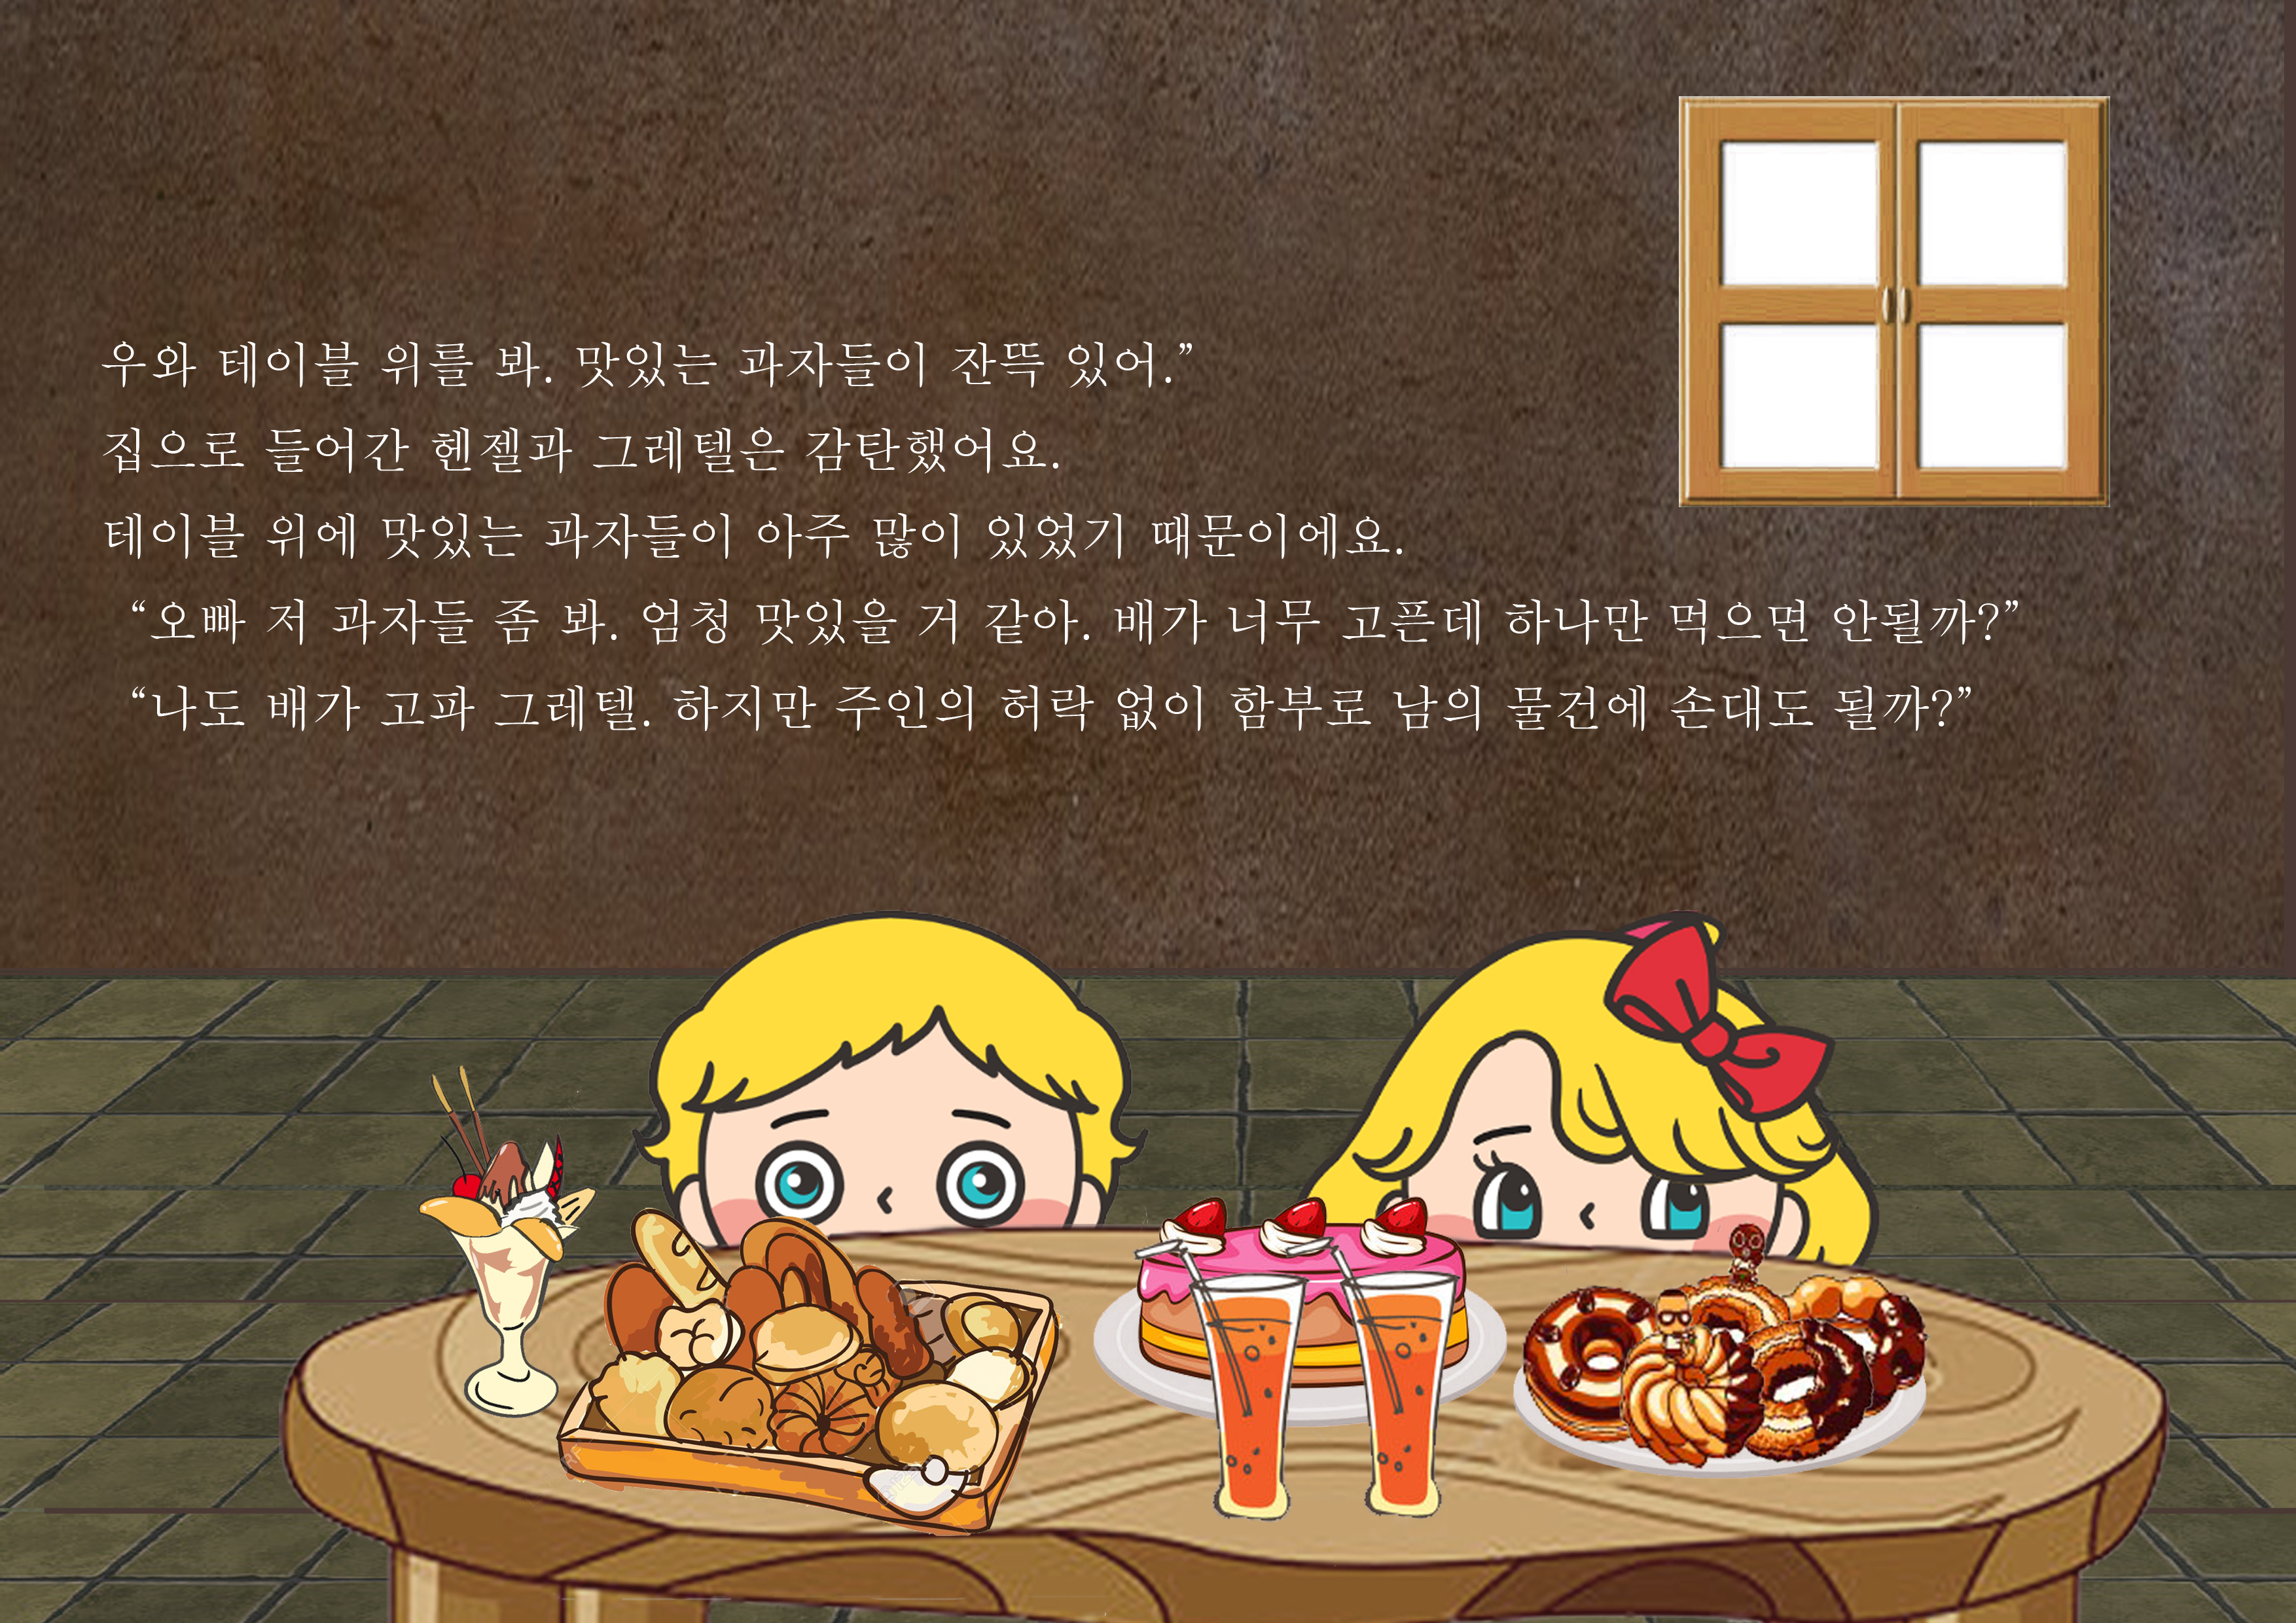 우와 테이블 위를 봐. 맛있는 과자들이 잔뜩 있어.”
집으로 들어간 헨젤과 그레텔은 감탄했어요.
테이블 위에 맛있는 과자들이 아주 많이 있었기 때문이에요.
“오빠 저 과자들 좀 봐. 엄청 맛있을 거 같아. 배가 너무 고픈데 하나만 먹으면 안될까?”
“나도 배가 고파 그레텔. 하지만 주인의 허락 없이 함부로 남의 물건에 손대도 될까?”